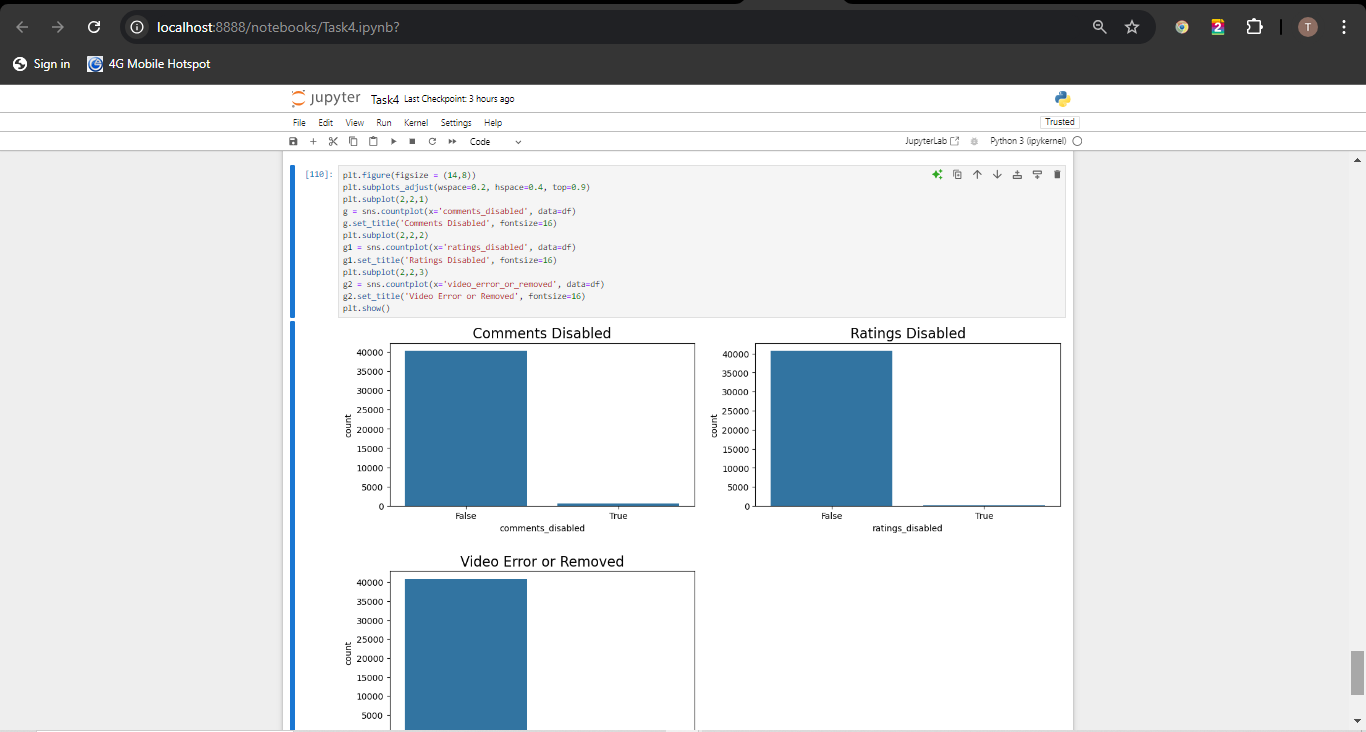 localhost:8888/notebooks/Task4.ipynb?
2
T
Sign in
4G Mobile Hotspot
jupyter Task4 Last Checkpoint: 3 hours ago
File Edit View Run Kernel Settings Help
Trusted
Code
JupyterLab
Python 3 (ipykernel)
[110]:
plt.figure(figsize = (14,8))
plt.subplots_adjust(wspace=0.2, hspace=0.4, top=0.9)
plt.subplot(2,2,1)
g = sns.countplot(x='comments_disabled', data=df)
g.set_title('Comments Disabled', fontsize=16)
plt.subplot(2,2,2)
g1 = sns.countplot(x='ratings_disabled', data=df)
g1.set_title('Ratings Disabled', fontsize=16)
plt.subplot(2,2,3)
g2 = sns.countplot(x='video_error_or_removed', data=df)
g2.set_title('Video Error or Removed', fontsize=16)
plt.show()
Comments Disabled
40000
35000
30000
25000
20000
15000
10000
5000
0
count
False
True
comments_disabled
Ratings Disabled
40000
35000
30000
25000
20000
15000
10000
5000
0
count
False
True
ratings_disabled
Video Error or Removed
40000
35000
30000
25000
20000
15000
10000
5000
count